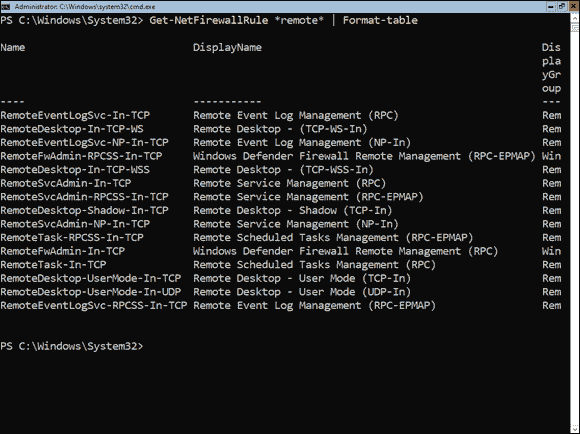 Administrator: C:\Windows\system32\cmd.exe
PS C:\Windows\System32> Get-NetFirewallRule *remote* | Format-table
Name DisplayName Dis
pla
yGr
oup
---- ----------- ---
RemoteEventLogSvc-In-TCP Remote Event Log Management (RPC) Rem
RemoteDesktop-In-TCP-WS Remote Desktop - (TCP-WS-In) Rem
RemoteEventLogSvc-NP-In-TCP Remote Event Log Management (NP-In) Rem
RemoteFwAdmin-RPCSS-In-TCP Windows Defender Firewall Remote Management (RPC-EPMAP) Win
RemoteDesktop-In-TCP-WSS Remote Desktop - (TCP-WSS-In) Rem
RemoteSvcAdmin-In-TCP Remote Service Management (RPC) Rem
RemoteSvcAdmin-RPCSS-In-TCP Remote Service Management (RPC-EPMAP) Rem
RemoteDesktop-Shadow-In-TCP Remote Desktop - Shadow (TCP-In) Rem
RemoteSvcAdmin-NP-In-TCP Remote Service Management (NP-In) Rem
RemoteTask-RPCSS-In-TCP Remote Scheduled Tasks Management (RPC-EPMAP) Rem
RemoteFwAdmin-In-TCP Windows Defender Firewall Remote Management (RPC) Win
RemoteTask-In-TCP Remote Scheduled Tasks Management (RPC) Rem
RemoteDesktop-UserMode-In-TCP Remote Desktop - User Mode (TCP-In) Rem
RemoteDesktop-UserMode-In-UDP Remote Desktop - User Mode (UDP-In) Rem
RemoteEventLogSvc-RPCSS-In-TCP Remote Event Log Management (RPC-EPMAP) Rem
PS C:\Windows\System32>